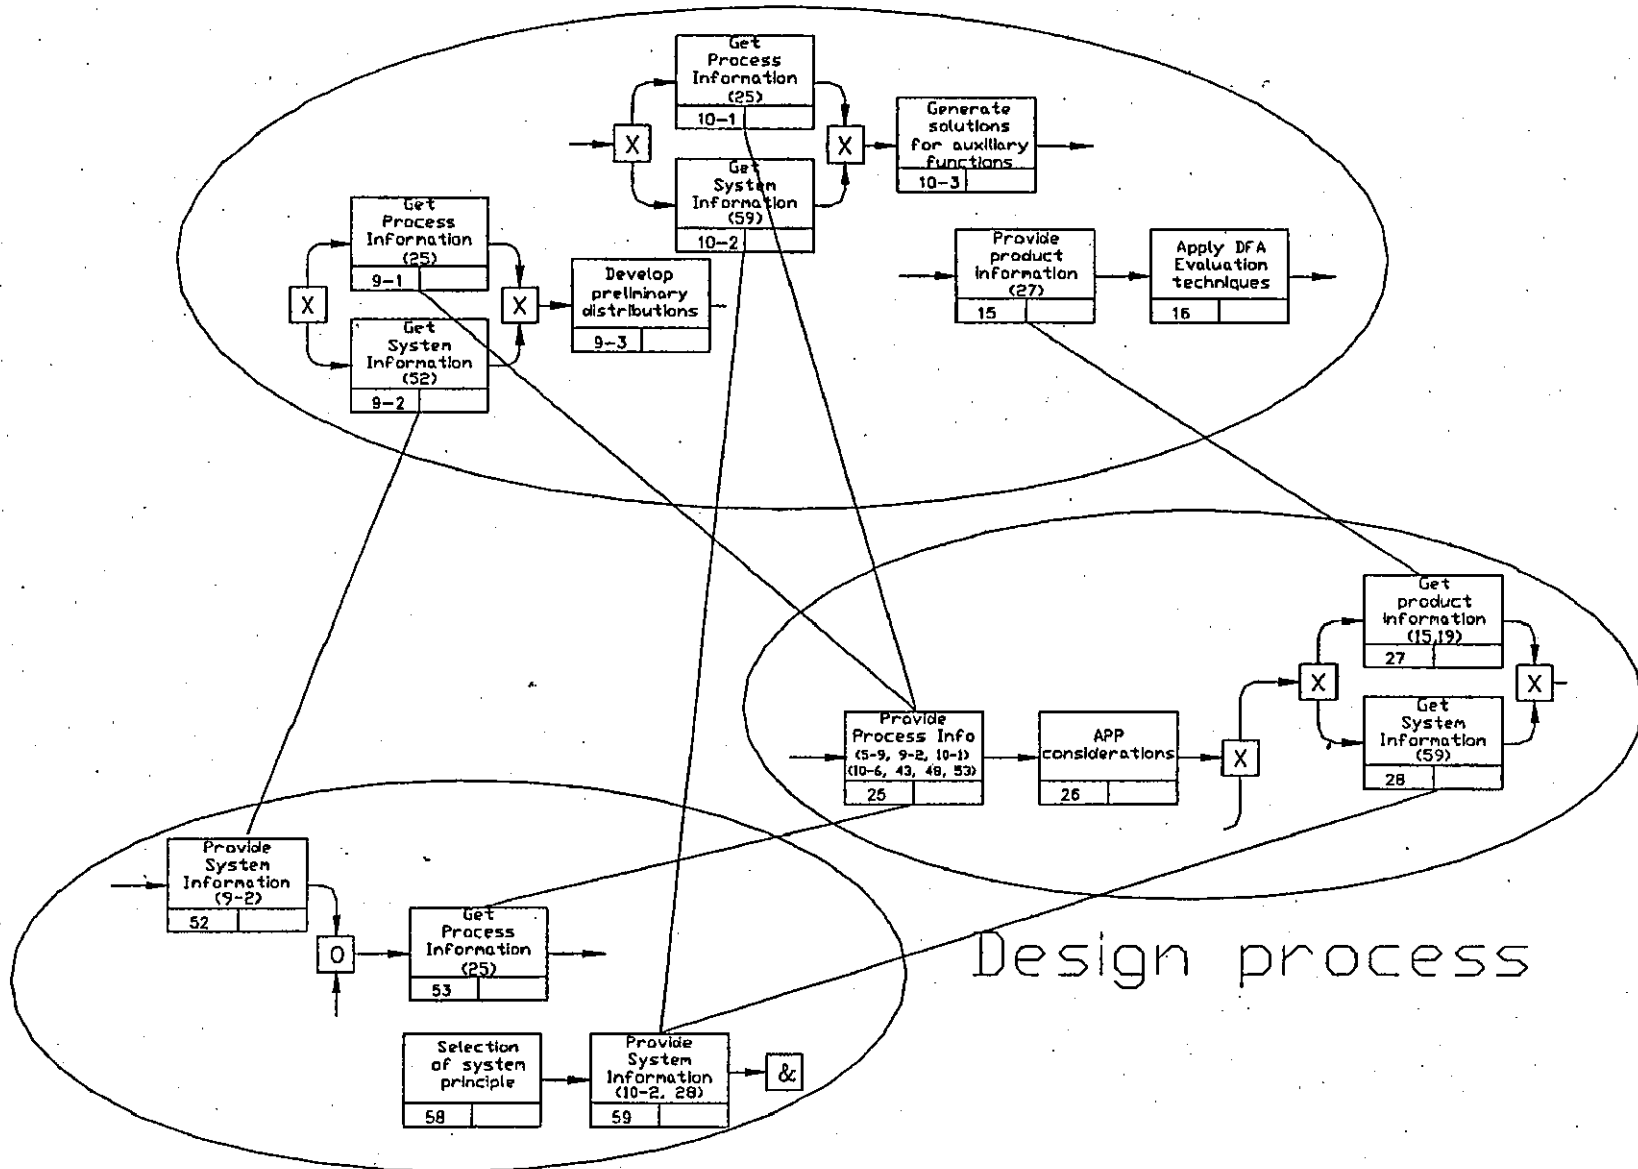 Get
Process
Information
(25)
10-1
X
X
Get
System
Information
(59)
10-2
Generate
solutions
for auxiliary
functions
10-3
Get
Process
Information
(25)
9-1
X
X
Get
System
Information
(52)
9-2
Develop
preliminary
distributions
9-3
Provide
product
information
(27)
15
Apply DFA
Evaluation
techniques
16
Get
product
information
(15,19)
27
X
X
Get
System
Information
(59)
28
Provide
Process Info
(5-9, 9-2, 10-1)
(10-6, 43, 48, 53)
25
APP
considerations
26
X
Provide
System
Information
(9-2)
52
O
Get
Process
Information
(25)
53
Design process
Selection
of system
principle
58
Provide
System
Information
(10-2, 28)
59
&